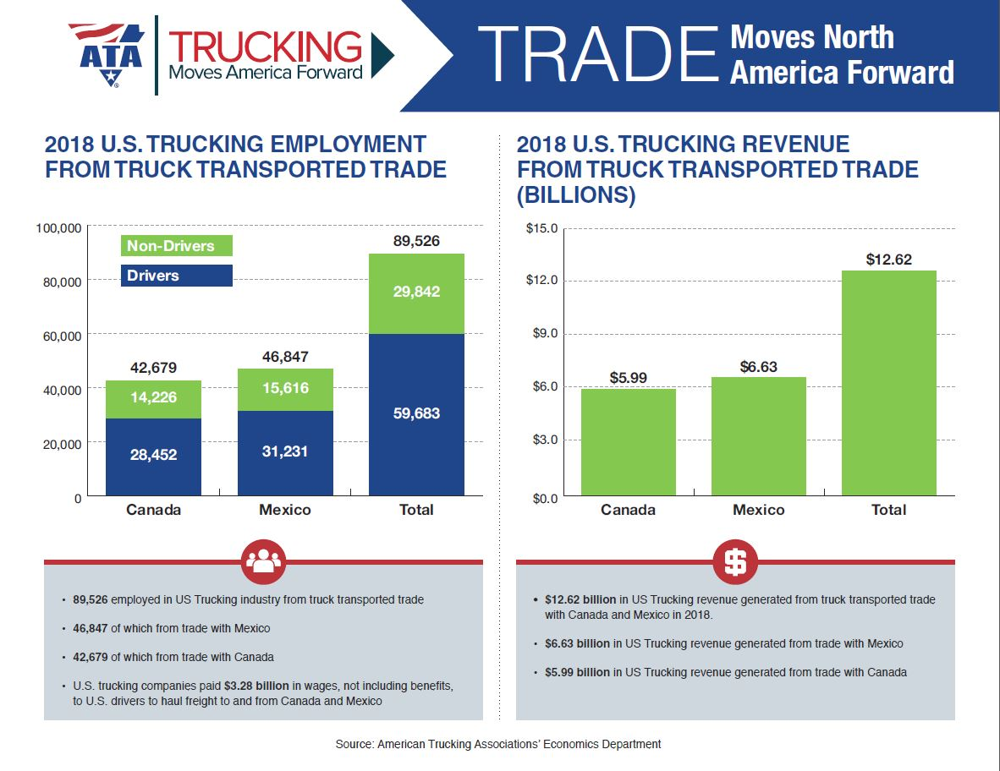 ATA
®
TRUCKING
Moves America Forward
TRADE
Moves North
America Forward
2018 U.S. TRUCKING EMPLOYMENT
FROM TRUCK TRANSPORTED TRADE
100,000
80,000
60,000
40,000
20,000
0
Non-Drivers
Drivers
42,679
14,226
28,452
46,847
15,616
31,231
89,526
29,842
59,683
Canada
Mexico
Total
• 89,526 employed in US Trucking industry from truck transported trade
• 46,847 of which from trade with Mexico
• 42,679 of which from trade with Canada
• U.S. trucking companies paid $3.28 billion in wages, not including benefits,
to U.S. drivers to haul freight to and from Canada and Mexico
2018 U.S. TRUCKING REVENUE
FROM TRUCK TRANSPORTED TRADE
(BILLIONS)
$15.0
$12.0
$9.0
$6.0
$3.0
$0.0
$5.99
$6.63
$12.62
Canada
Mexico
Total
$
• $12.62 billion in US Trucking revenue generated from truck transported trade
with Canada and Mexico in 2018.
• $6.63 billion in US Trucking revenue generated from trade with Mexico
• $5.99 billion in US Trucking revenue generated from trade with Canada
Source: American Trucking Associations' Economics Department